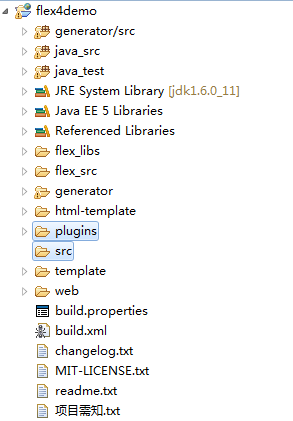 flex4demo
generator/src
java_src
java_test
JRE System Library [jdk1.6.0_11]
Java EE 5 Libraries
Referenced Libraries
flex_libs
flex_src
generator
html-template
plugins
src
template
web
build.properties
build.xml
changelog.txt
MIT-LICENSE.txt
readme.txt
项目需知.txt